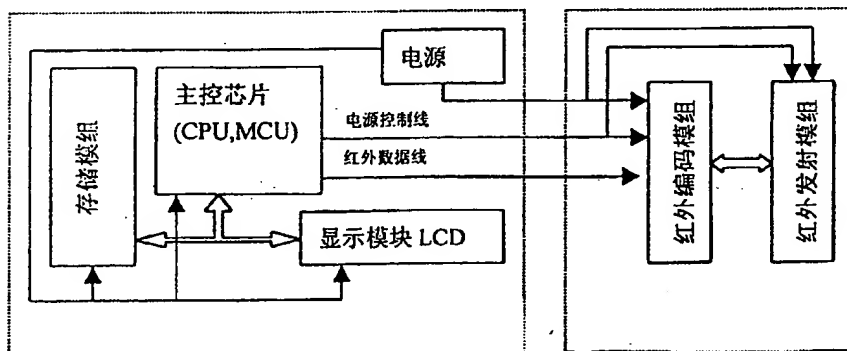 电源
主控芯片
(CPU,MCU)
存储模组
电源控制线
红外数据线
显示模块 LCD
红外编码模组
红外发射模组